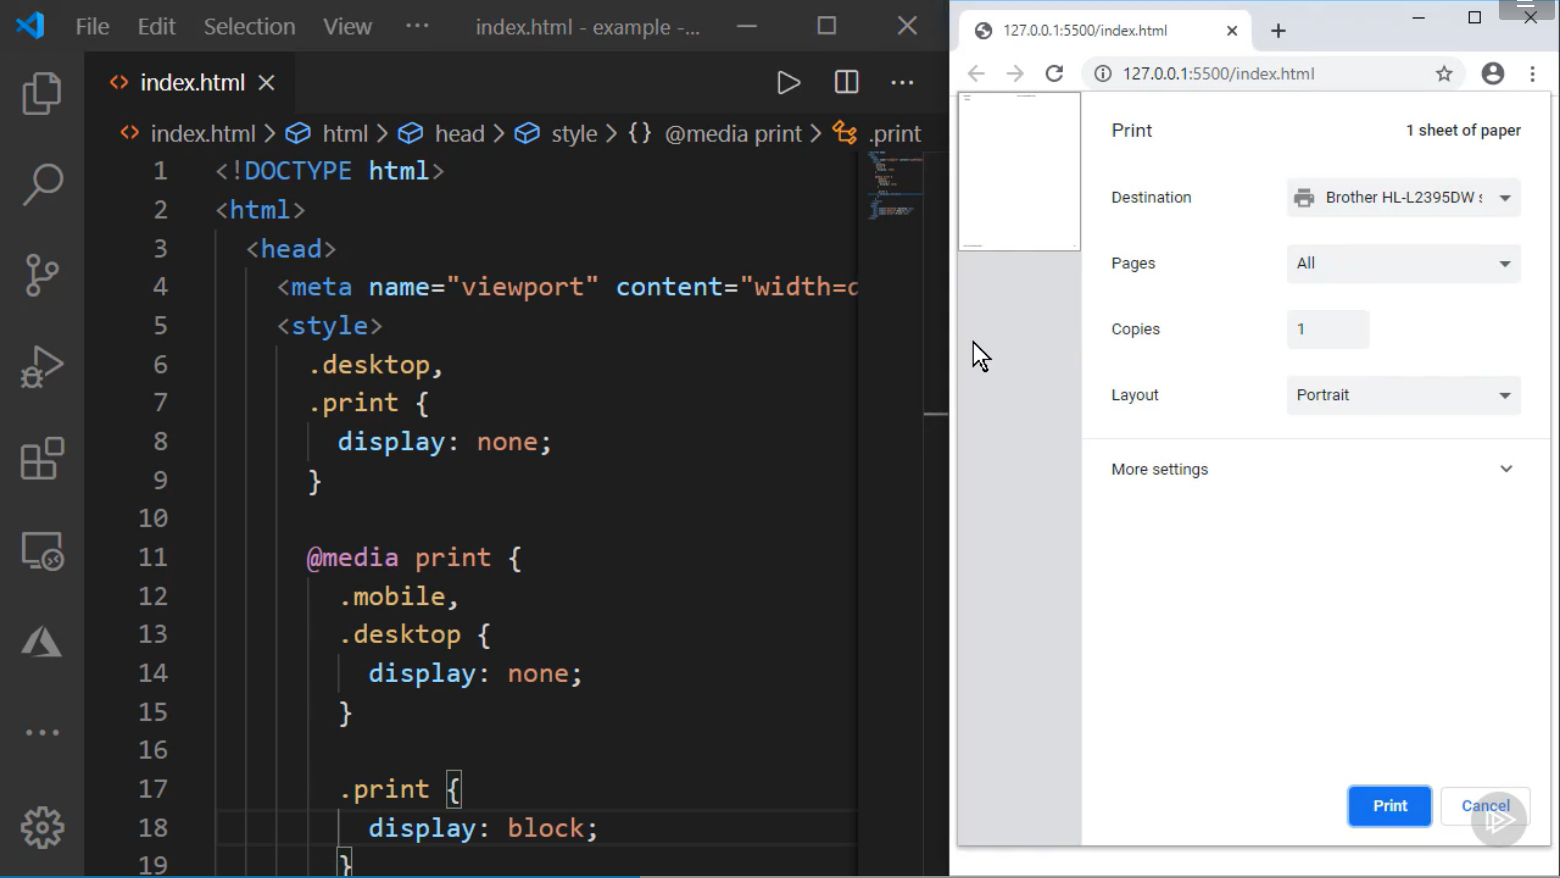 File Edit Selection View ··· index.html - example -...
index.html
index.html > html > head > style > {} @media print > .print
1 <!DOCTYPE html>
2 <html>
3 <head>
4 <meta name="viewport" content="width=d
5 <style>
6 .desktop,
7 .print {
8 display: none;
9 }
10
11 @media print {
12 .mobile,
13 .desktop {
14 display: none;
15 }
16
17 .print {
18 display: block;
19 }
127.0.0.1:5500/index.html
127.0.0.1:5500/index.html
Print 1 sheet of paper
Destination Brother HL-L2395DW s
Pages All
Copies 1
Layout Portrait
More settings
Print Cancel